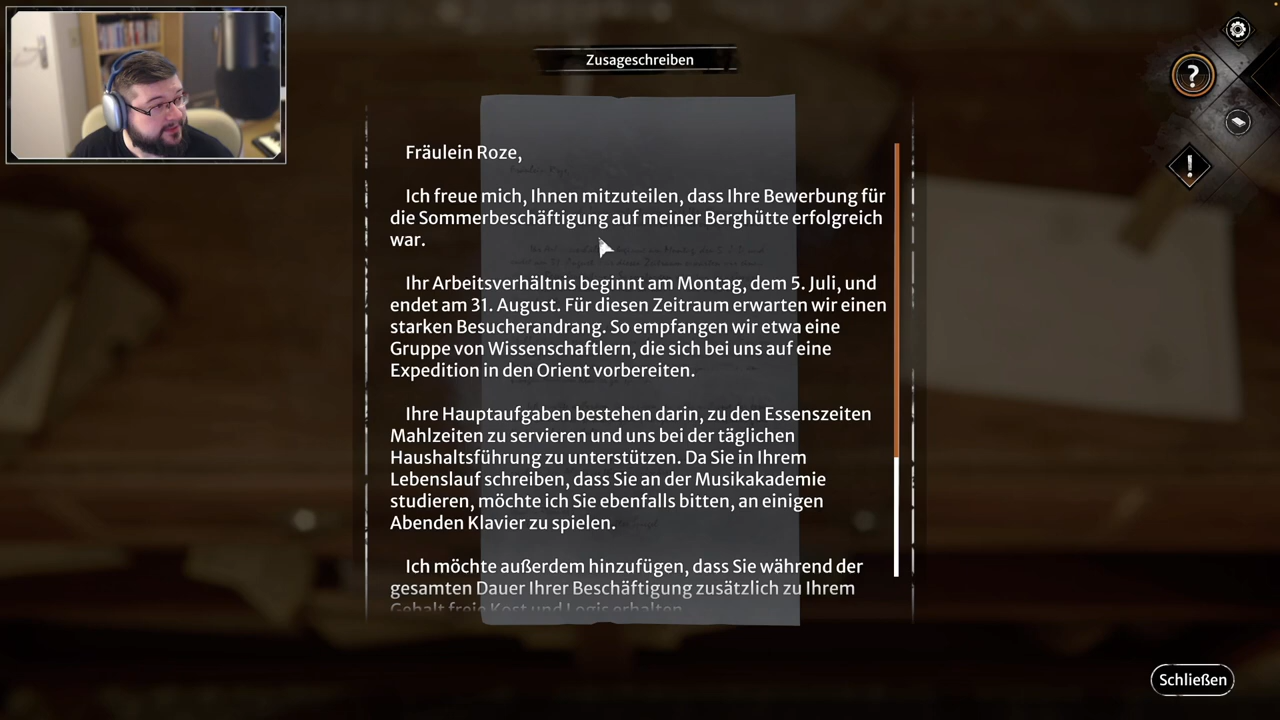 Zusageschreiben
Fräulein Roze,
Ich freue mich, Ihnen mitzuteilen, dass Ihre Bewerbung für
die Sommerbeschäftigung auf meiner Berghütte erfolgreich
war.
Ihr Arbeitsverhältnis beginnt am Montag, dem 5. Juli, und
endet am 31. August. Für diesen Zeitraum erwarten wir einen
starken Besucherandrang. So empfangen wir etwa eine
Gruppe von Wissenschaftlern, die sich bei uns auf eine
Expedition in den Orient vorbereiten.
Ihre Hauptaufgaben bestehen darin, zu den Essenszeiten
Mahlzeiten zu servieren und uns bei der täglichen
Haushaltsführung zu unterstützen. Da Sie in Ihrem
Lebenslauf schreiben, dass Sie an der Musikakademie
studieren, möchte ich Sie ebenfalls bitten, an einigen
Abenden Klavier zu spielen.
Ich möchte außerdem hinzufügen, dass Sie während der
gesamten Dauer Ihrer Beschäftigung zusätzlich zu Ihrem
Gehalt freie Kost und Logis erhalten.
?
!
Schließen